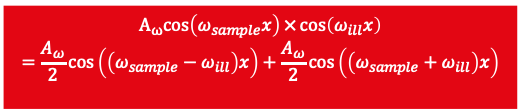 A_ω cos(ω_sample x) × cos(ω_ill x)
= A_ω/2 cos((ω_sample − ω_ill)x) + A_ω/2 cos((ω_sample + ω_ill)x)